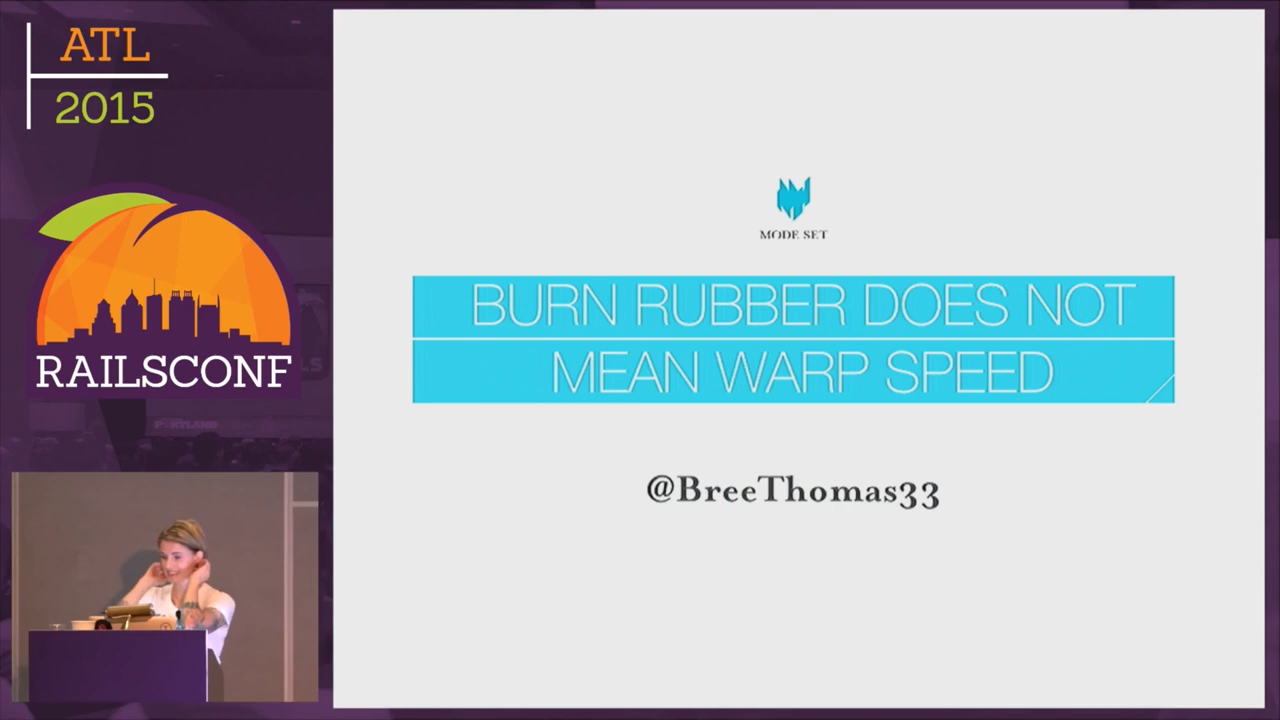 ATL
2015
RAILSCONF
MODE SET
BURN RUBBER DOES NOT
MEAN WARP SPEED
@BreeThomas33